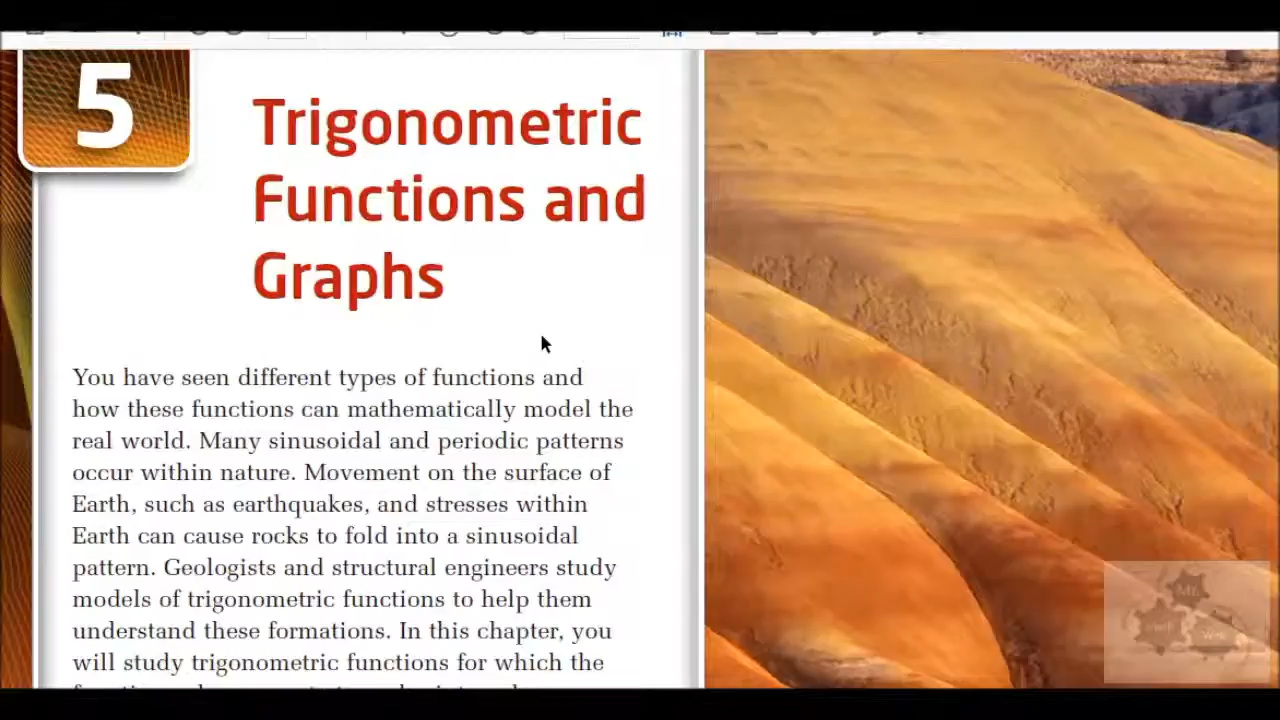 5
Trigonometric
Functions and
Graphs
You have seen different types of functions and
how these functions can mathematically model the
real world. Many sinusoidal and periodic patterns
occur within nature. Movement on the surface of
Earth, such as earthquakes, and stresses within
Earth can cause rocks to fold into a sinusoidal
pattern. Geologists and structural engineers study
models of trigonometric functions to help them
understand these formations. In this chapter, you
will study trigonometric functions for which the